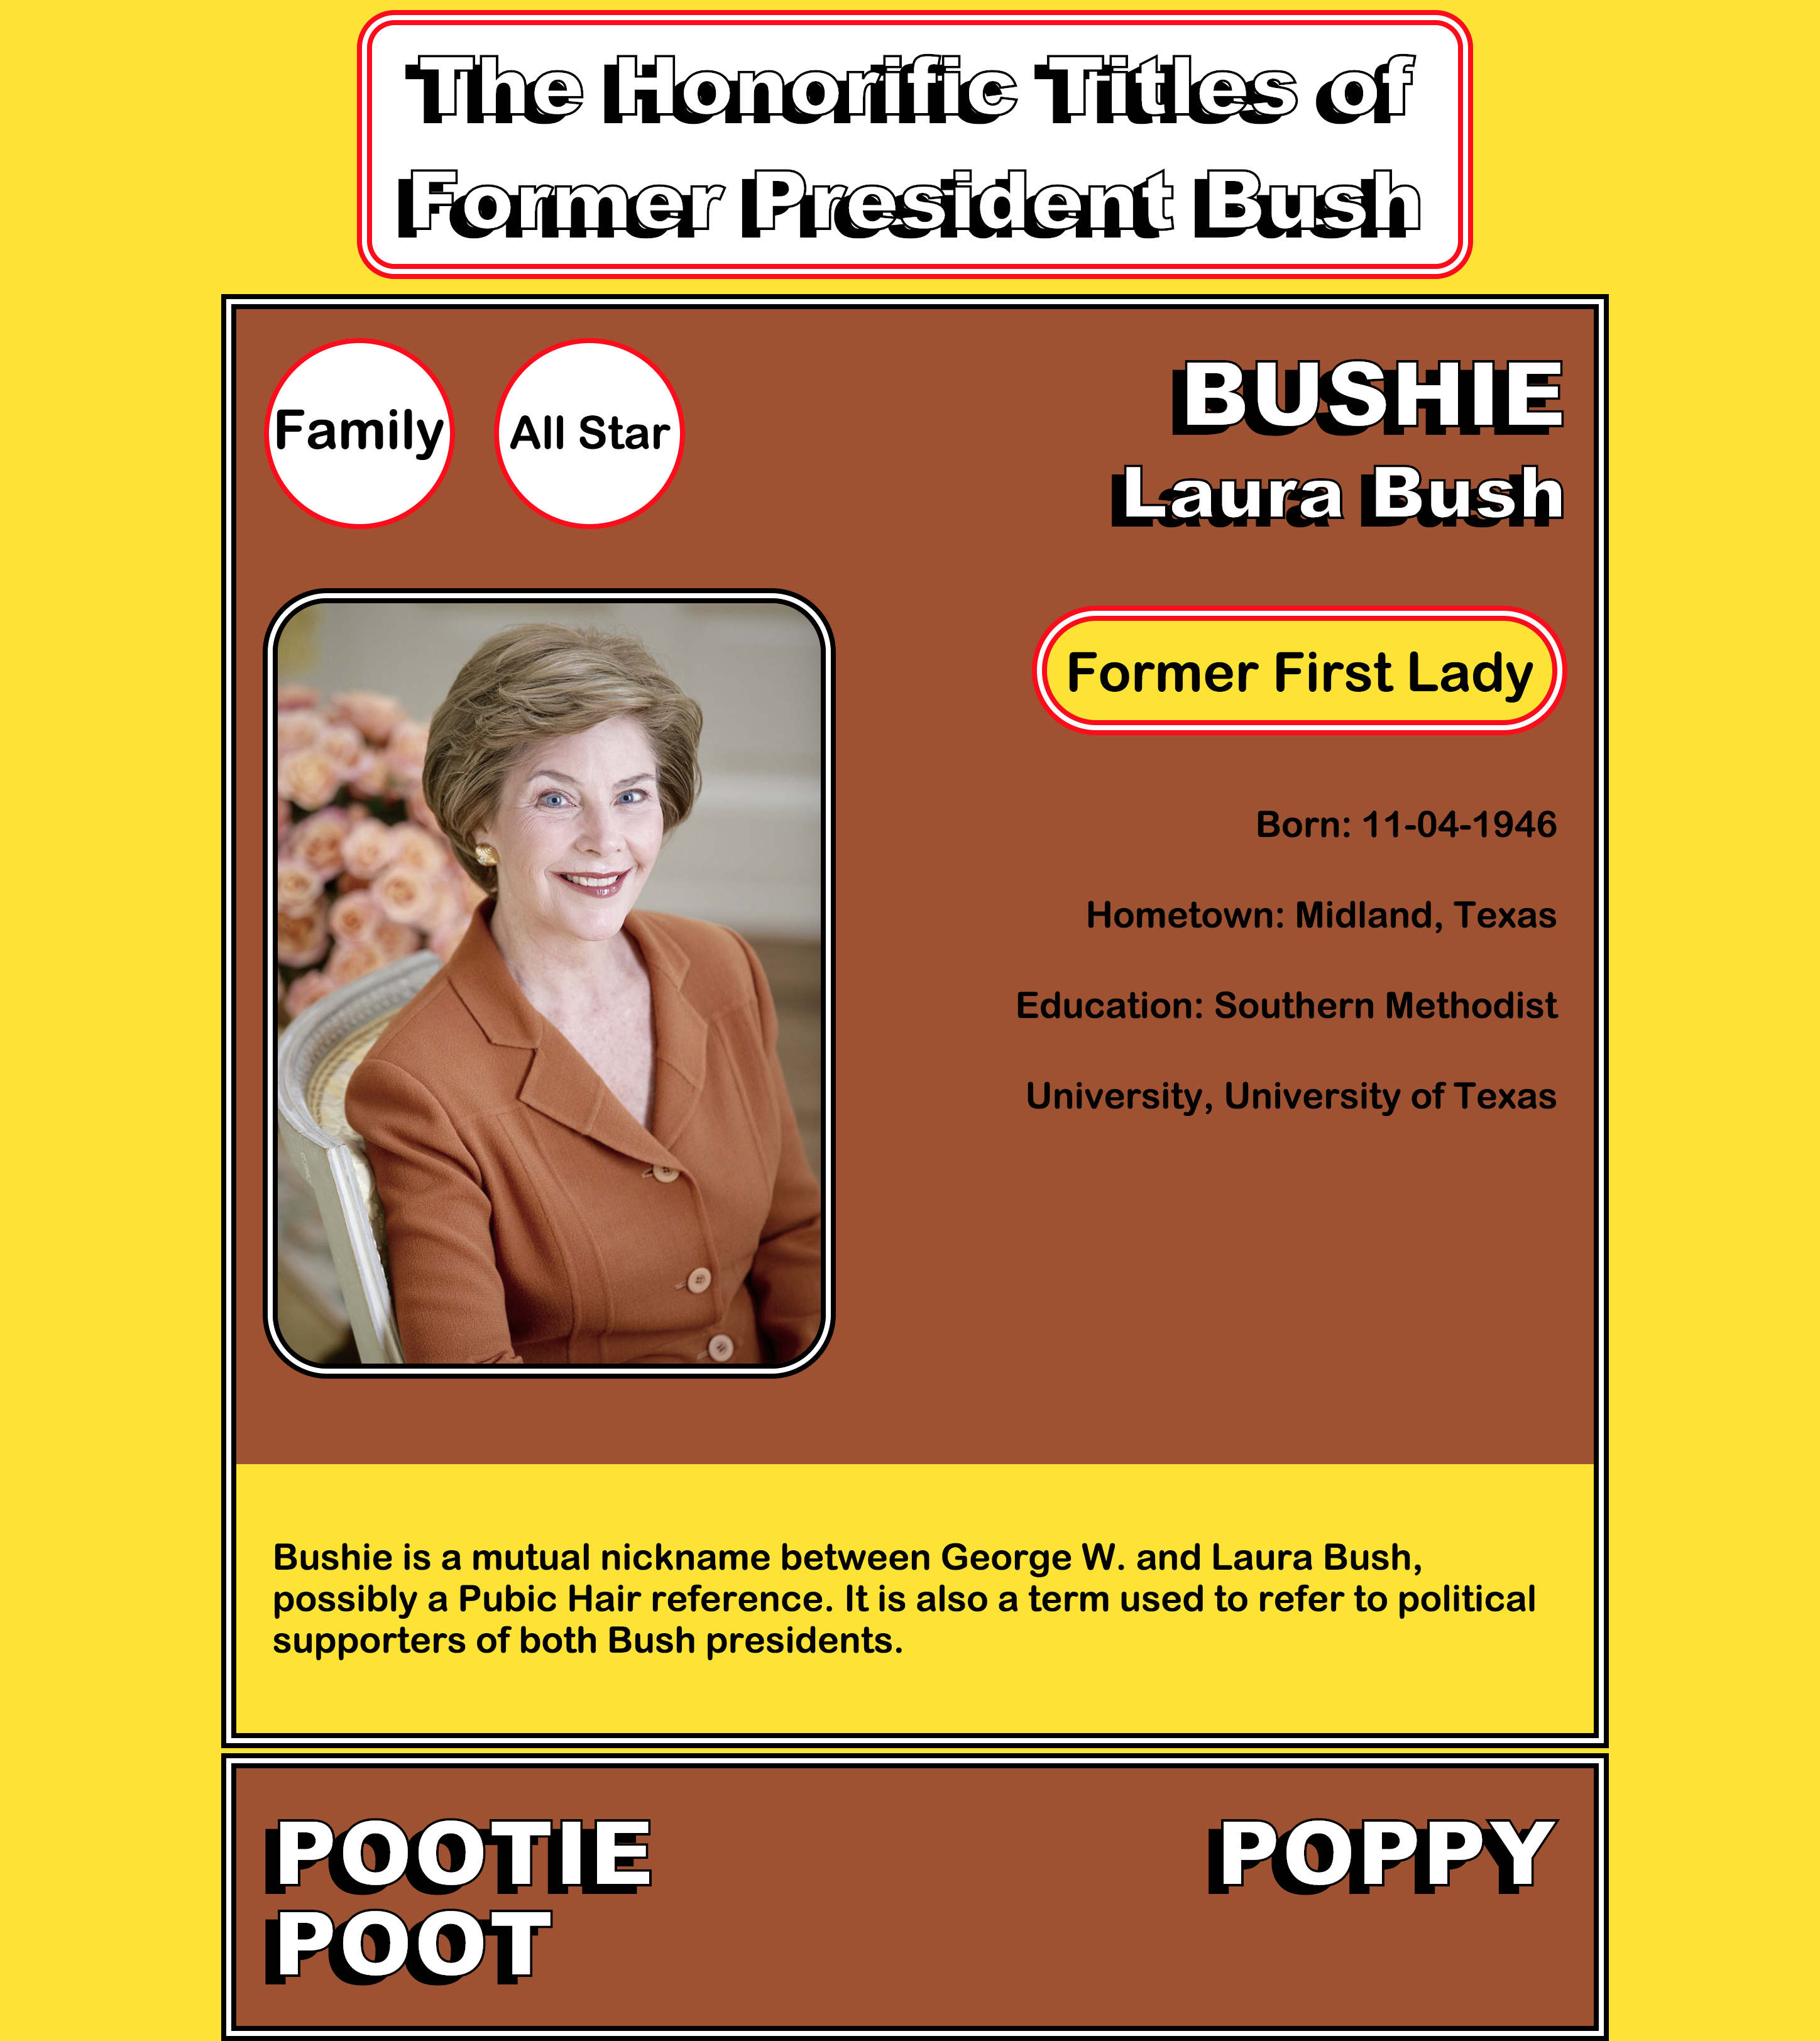 The Honorific Titles of
Former President Bush
Family
All Star
BUSHIE
Laura Bush
Former First Lady
Born: 11-04-1946
Hometown: Midland, Texas
Education: Southern Methodist
University, University of Texas
Bushie is a mutual nickname between George W. and Laura Bush,
possibly a Pubic Hair reference. It is also a term used to refer to political
supporters of both Bush presidents.
POOTIE
POOT
POPPY